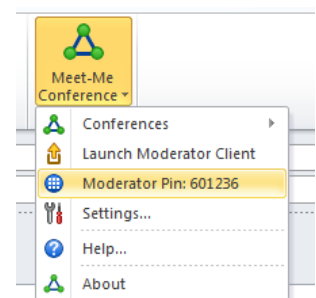 Meet-Me
Conference
Conferences
Launch Moderator Client
Moderator Pin: 601236
Settings...
Help...
About